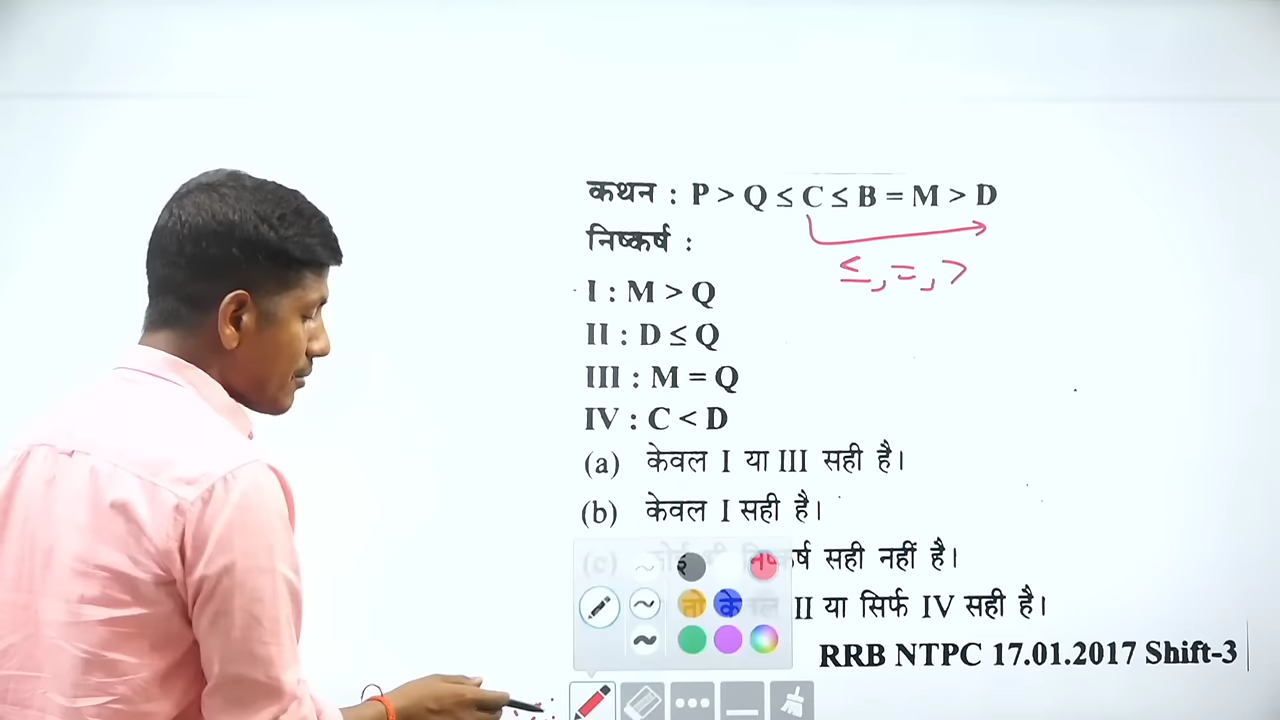 कथन : P > Q ≤ C ≤ B = M > D
≤, =, >
निष्कर्ष :
I : M > Q
II : D ≤ Q
III : M = Q
IV : C < D
(a) केवल I या III सही है।
(b) केवल I सही है।
(c) निष्कर्ष सही नहीं है।
II या सिर्फ IV सही है।
RRB NTPC 17.01.2017 Shift-3